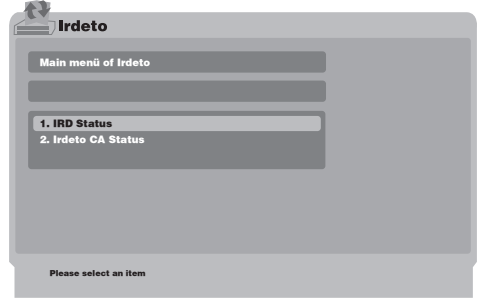 Irdeto
Main menü of Irdeto
1. IRD Status
2. Irdeto CA Status
Please select an item